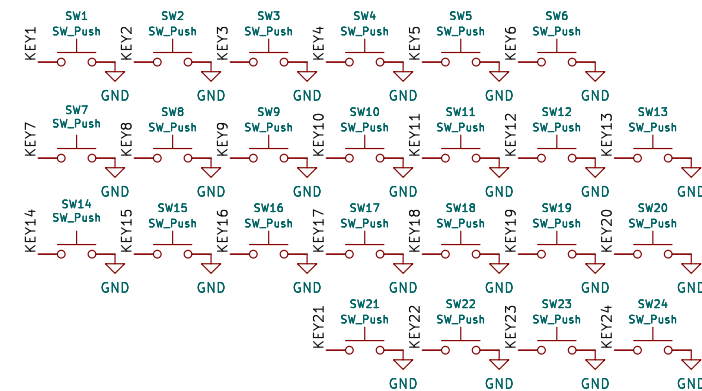 SW1 SW2 SW3 SW4 SW5 SW6
SW_Push SW_Push SW_Push SW_Push SW_Push SW_Push
KEY1 KEY2 KEY3 KEY4 KEY5 KEY6
GND GND GND GND GND GND
SW7 SW8 SW9 SW10 SW11 SW12 SW13
SW_Push SW_Push SW_Push SW_Push SW_Push SW_Push SW_Push
KEY7 KEY8 KEY9 KEY10 KEY11 KEY12 KEY13
GND GND GND GND GND GND GND
SW14 SW15 SW16 SW17 SW18 SW19 SW20
SW_Push SW_Push SW_Push SW_Push SW_Push SW_Push SW_Push
KEY14 KEY15 KEY16 KEY17 KEY18 KEY19 KEY20
GND GND GND GND GND GND GND
SW21 SW22 SW23 SW24
SW_Push SW_Push SW_Push SW_Push
KEY21 KEY22 KEY23 KEY24
GND GND GND GND